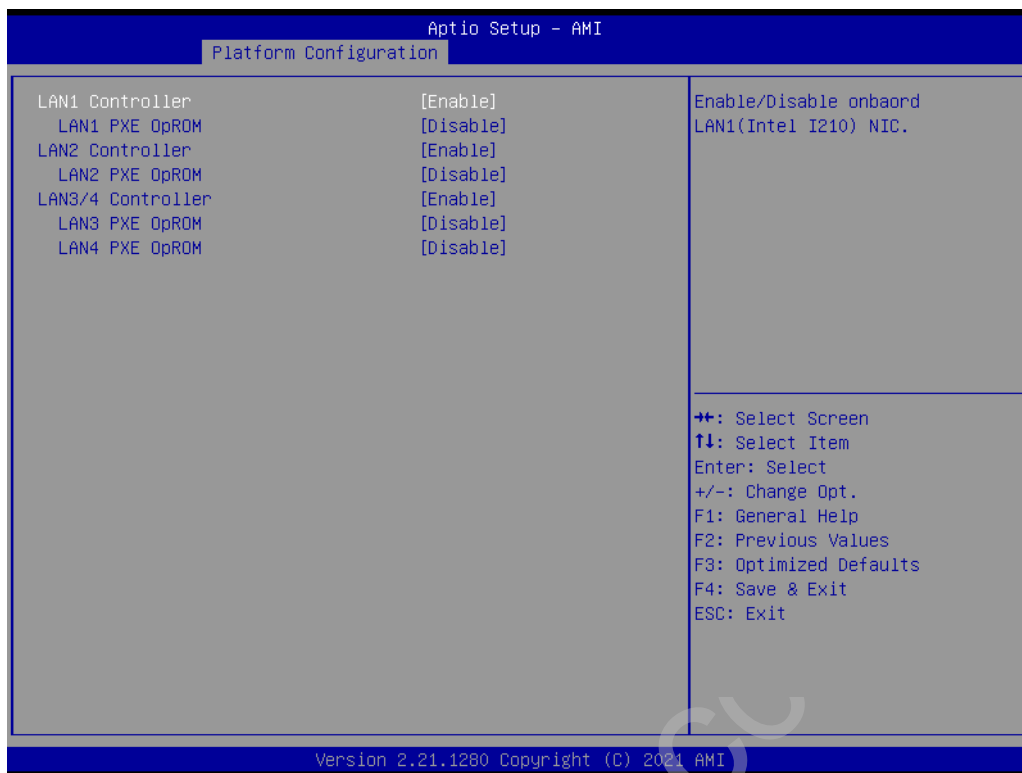 Aptio Setup – AMI
Platform Configuration
LAN1 Controller [Enable]
LAN1 PXE OpROM [Disable]
LAN2 Controller [Enable]
LAN2 PXE OpROM [Disable]
LAN3/4 Controller [Enable]
LAN3 PXE OpROM [Disable]
LAN4 PXE OpROM [Disable]
Enable/Disable onbaord
LAN1(Intel I210) NIC.
→←: Select Screen
↑↓: Select Item
Enter: Select
+/-: Change Opt.
F1: General Help
F2: Previous Values
F3: Optimized Defaults
F4: Save & Exit
ESC: Exit
Version 2.21.1280 Copyright (C) 2021 AMI